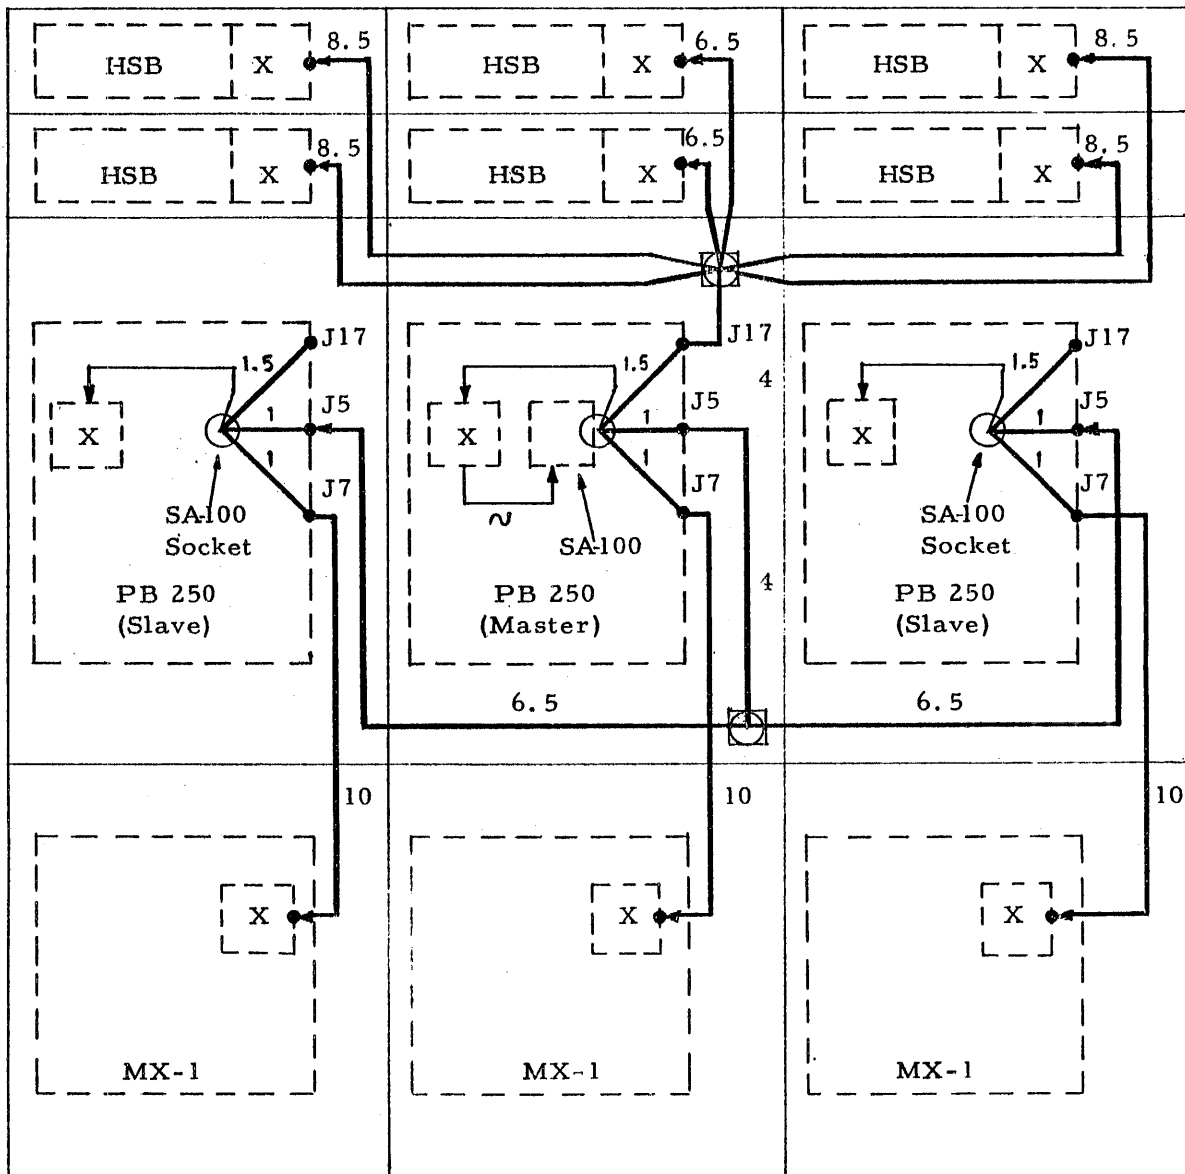 8.5
HSB X
6.5
HSB X
8.5
HSB X
8.5
HSB X
6.5
HSB X
8.5
HSB X
J17
1.5
J5
1
X
1
J7
SA-100
Socket
PB 250
(Slave)
J17
1.5
4
J5
1
X
1
J7
~
SA-100
4
PB 250
(Master)
J17
1.5
J5
1
X
1
J7
SA-100
Socket
PB 250
(Slave)
6.5
6.5
10
10
10
X
X
X
MX-1
MX-1
MX-1